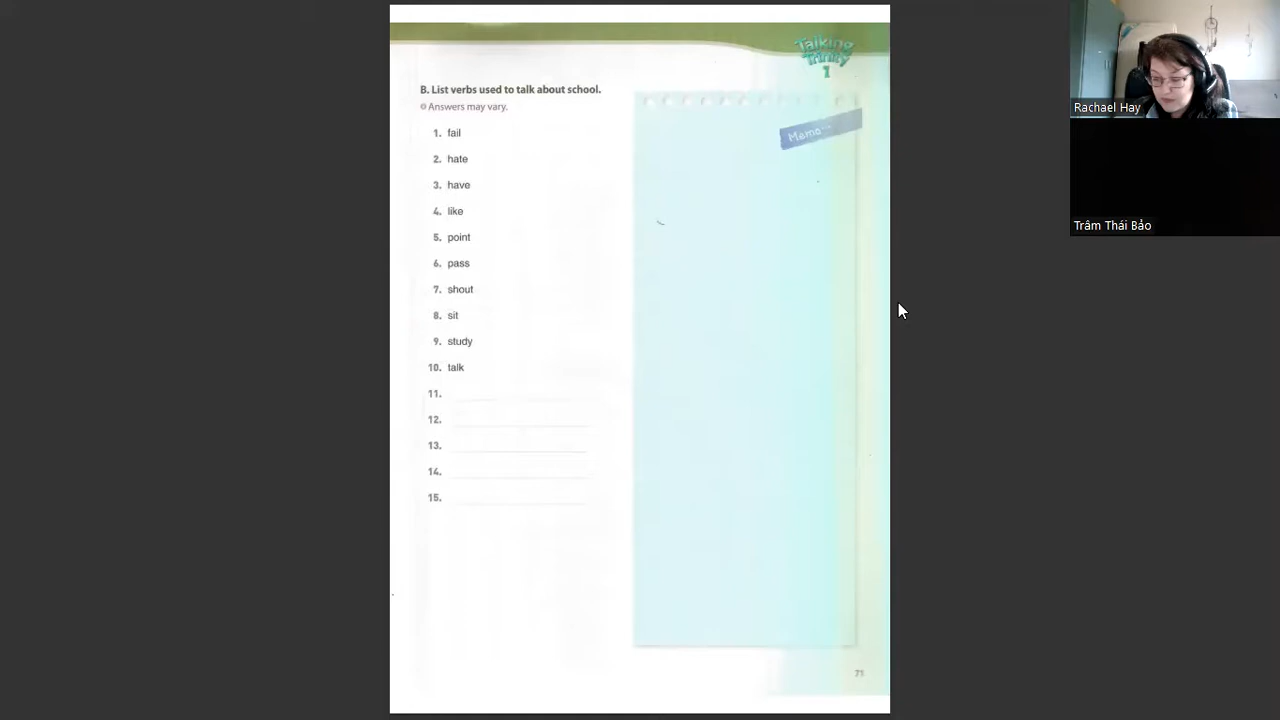 Talking
Trinity
1
B. List verbs used to talk about school.
Answers may vary.
Memo
1. fail
2. hate
3. have
4. like
5. point
6. pass
7. shout
8. sit
9. study
10. talk
11.
12.
13.
14.
15.
71
Rachael Hay
Trâm Thái Bảo